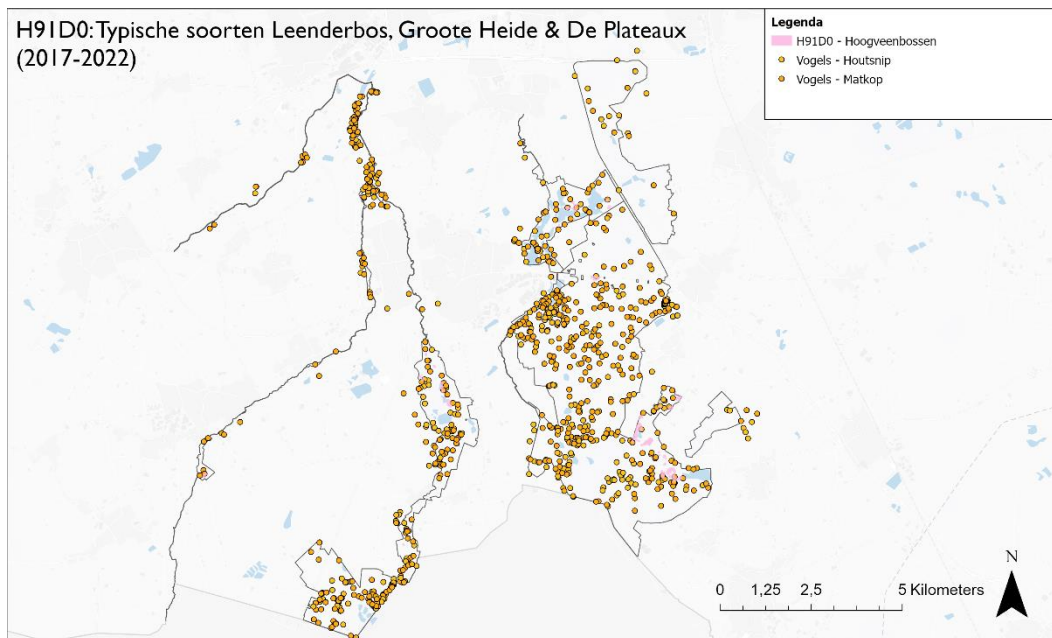 H91D0: Typische soorten Leenderbos, Groote Heide & De Plateaux
(2017-2022)
Legenda
H91D0 - Hoogveenbossen
Vogels - Houtsnip
Vogels - Matkop
N
0 1,25 2,5 5 Kilometers